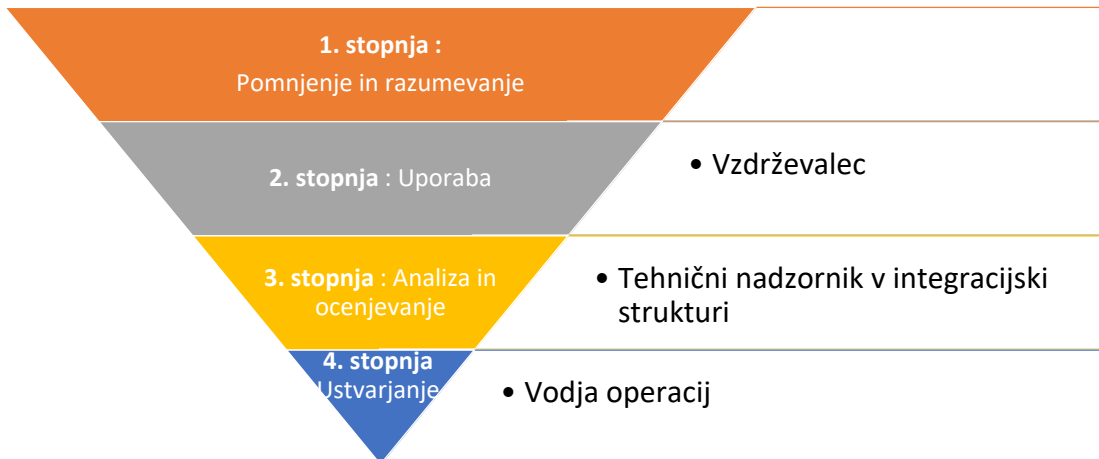 1. stopnja :
Pomnjenje in razumevanje
2. stopnja : Uporaba
• Vzdrževalec
3. stopnja : Analiza in
ocenjevanje
• Tehnični nadzornik v integracijski
strukturi
4. stopnja
Ustvarjanje
• Vodja operacij